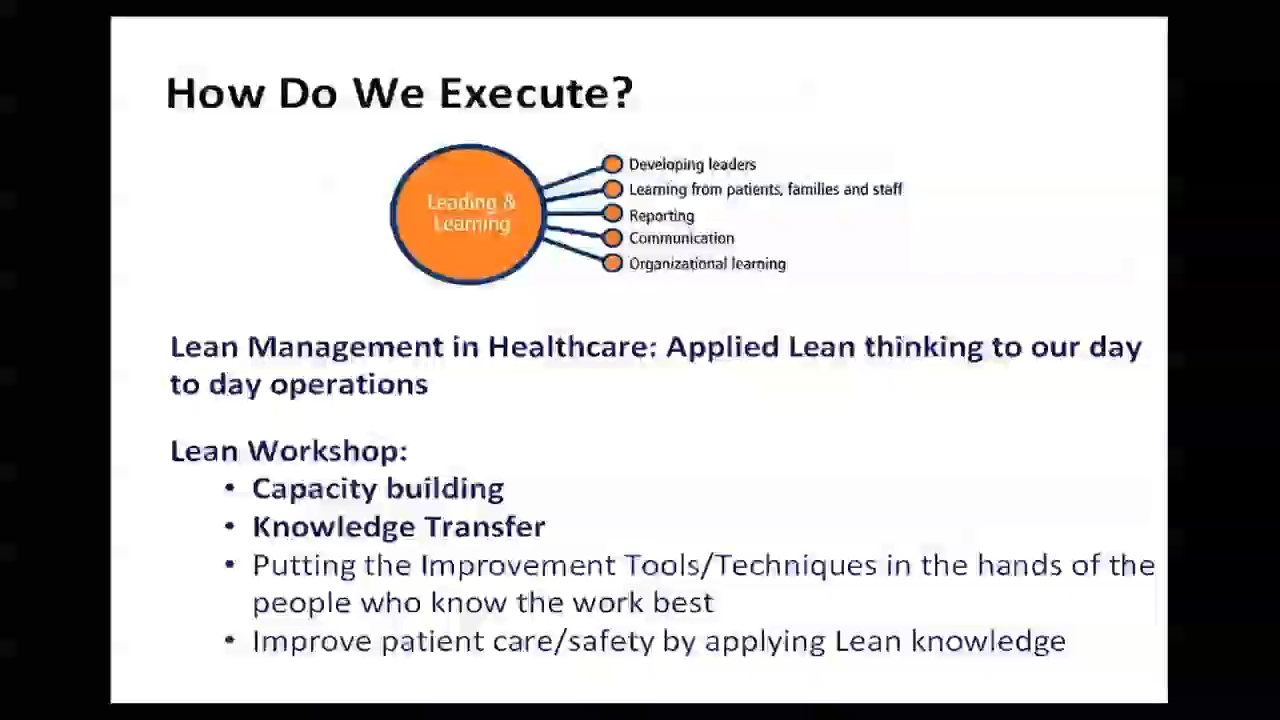 How Do We Execute?
Leading &
Learning
Developing leaders
Learning from patients, families and staff
Reporting
Communication
Organizational learning
Lean Management in Healthcare: Applied Lean thinking to our day
to day operations
Lean Workshop:
• Capacity building
• Knowledge Transfer
• Putting the Improvement Tools/Techniques in the hands of the
people who know the work best
• Improve patient care/safety by applying Lean knowledge